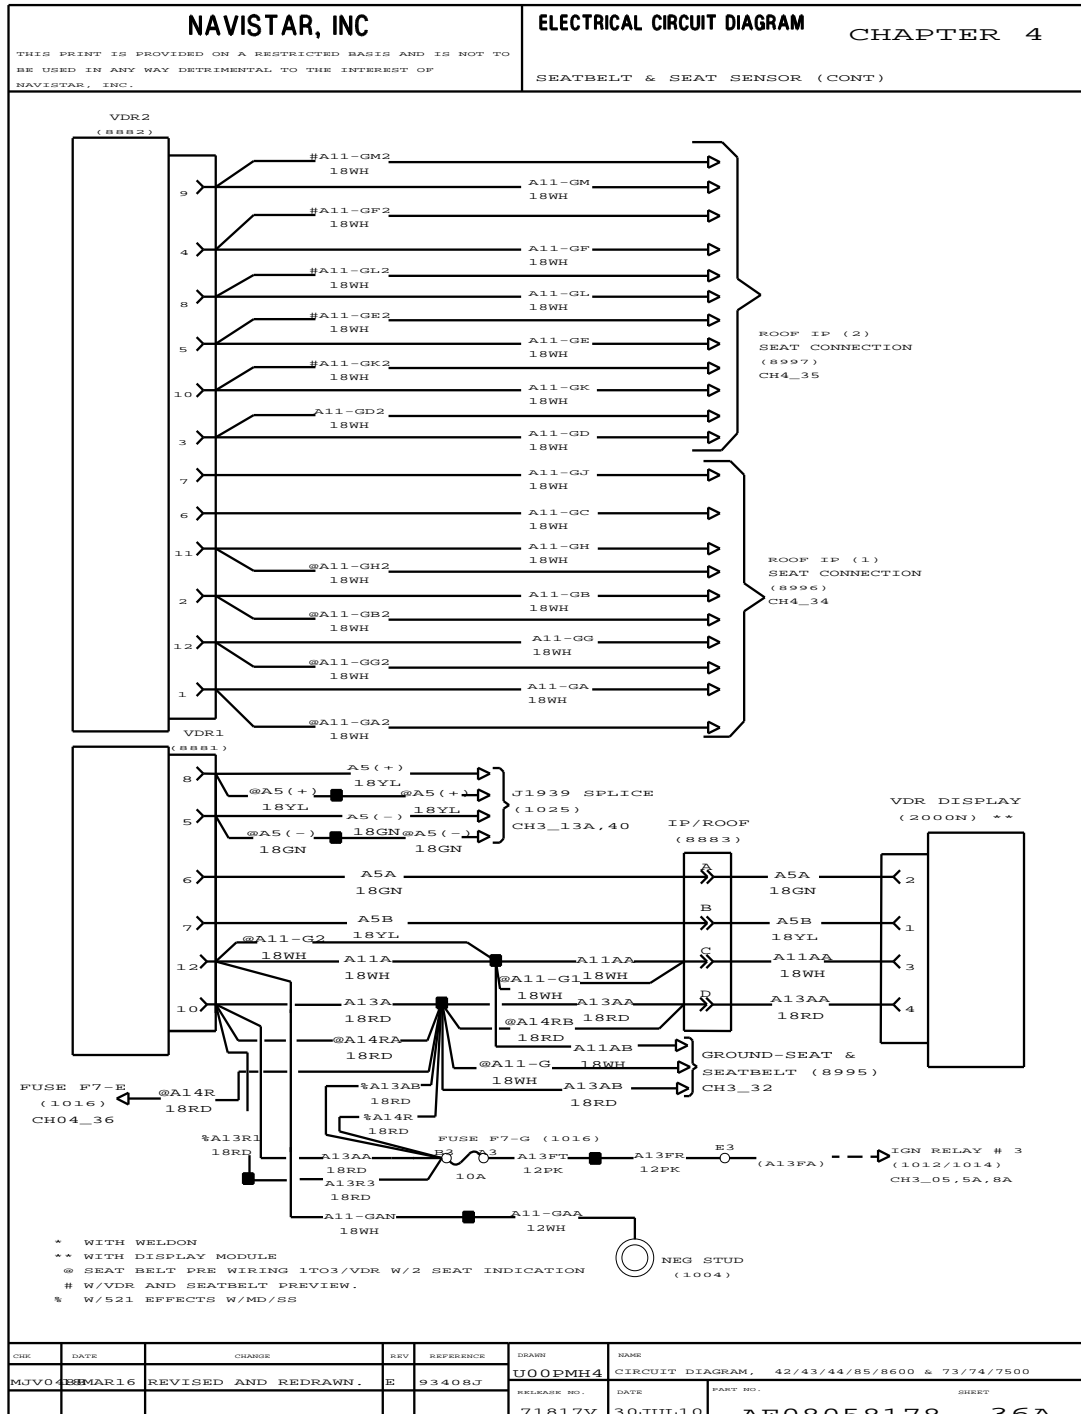 NAVISTAR, INC
THIS PRINT IS PROVIDED ON A RESTRICTED BASIS AND IS NOT TO
BE USED IN ANY WAY DETRIMENTAL TO THE INTEREST OF
NAVISTAR, INC.
ELECTRICAL CIRCUIT DIAGRAM
CHAPTER 4
SEATBELT & SEAT SENSOR (CONT)
VDR2
(8882)
#A11-GM2
18WH
9
A11-GM
18WH
#A11-GF2
18WH
4
A11-GF
18WH
#A11-GL2
18WH
8
A11-GL
18WH
#A11-GE2
18WH
5
A11-GE
18WH
#A11-GK2
18WH
10
A11-GK
18WH
A11-GD2
18WH
3
A11-GD
18WH
ROOF IP (2)
SEAT CONNECTION
(8997)
CH4_35
7
A11-GJ
18WH
6
A11-GC
18WH
11
A11-GH
18WH
@A11-GH2
18WH
2
A11-GB
18WH
@A11-GB2
18WH
12
A11-GG
18WH
@A11-GG2
18WH
1
A11-GA
18WH
@A11-GA2
18WH
ROOF IP (1)
SEAT CONNECTION
(8996)
CH4_34
VDR1
(8881)
8
A5(+)
18YL
@A5(+)
18YL
@A5(+)
18YL
5
A5(-)
18GN
@A5(-)
18GN
@A5(-)
18GN
J1939 SPLICE
(1025)
CH3_13A,40
IP/ROOF
(8883)
VDR DISPLAY
(2000N) **
6
A5A
18GN
A
A5A
18GN
2
7
A5B
18YL
B
A5B
18YL
1
@A11-G2
18WH
12
A11A
18WH
A11AA
18WH
C
A11AA
18WH
3
@A11-G1
18WH
10
A13A
18RD
A13AA
18RD
D
A13AA
18RD
4
@A14RB
18RD
@A14RA
18RD
A11AB
18WH
@A11-G
18WH
A13AB
18RD
GROUND-SEAT &
SEATBELT (8995)
CH3_32
FUSE F7-E
(1016)
CH04_36
@A14R
18RD
%A13AB
18RD
%A14R
18RD
%A13R1
18RD
FUSE F7-G (1016)
A13AA
18RD
B3
A3
10A
A13FT
12PK
A13FR
12PK
E3
(A13FA)
IGN RELAY # 3
(1012/1014)
CH3_05,5A,8A
A13R3
18RD
A11-GAN
18WH
A11-GAA
12WH
NEG STUD
(1004)
* WITH WELDON
** WITH DISPLAY MODULE
@ SEAT BELT PRE WIRING 1TO3/VDR W/2 SEAT INDICATION
# W/VDR AND SEATBELT PREVIEW.
% W/521 EFFECTS W/MD/SS
CHK DATE CHANGE REV REFERENCE
REVISED AND REDRAWN. E 93408J
DRAWN
U00PMH4
NAME
CIRCUIT DIAGRAM, 42/43/44/85/8600 & 73/74/7500
RELEASE NO.
71817Y
DATE
30JUL10
PART NO.
AE08058178
SHEET
36A